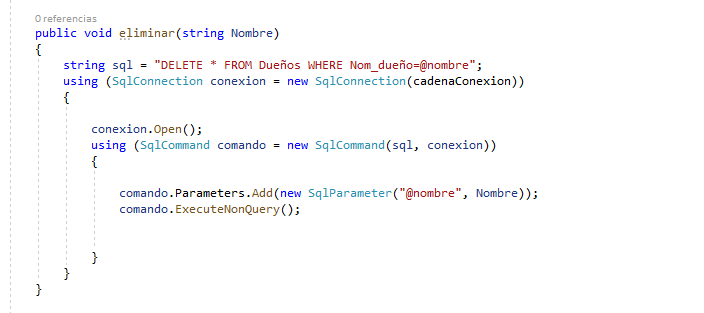 0 referencias
public void eliminar(string Nombre)
{
string sql = "DELETE * FROM Dueños WHERE Nom_dueño=@nombre";
using (SqlConnection conexion = new SqlConnection(cadenaConexion))
{
conexion.Open();
using (SqlCommand comando = new SqlCommand(sql, conexion))
{
comando.Parameters.Add(new SqlParameter("@nombre", Nombre));
comando.ExecuteNonQuery();
}
}
}